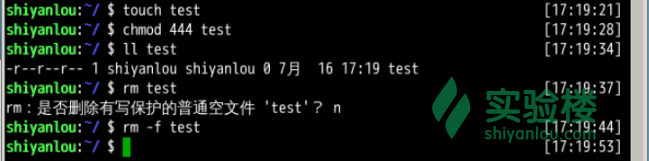 shiyanlou:~/ $ touch test [17:19:21]
shiyanlou:~/ $ chmod 444 test [17:19:28]
shiyanlou:~/ $ ll test [17:19:34]
-r--r--r-- 1 shiyanlou shiyanlou 0 7月  16 17:19 test
shiyanlou:~/ $ rm test [17:19:37]
rm：是否删除有写保护的普通空文件 'test'？ n
shiyanlou:~/ $ rm -f test [17:19:44]
shiyanlou:~/ $ [17:19:53]
实验楼
shiyanlou.com